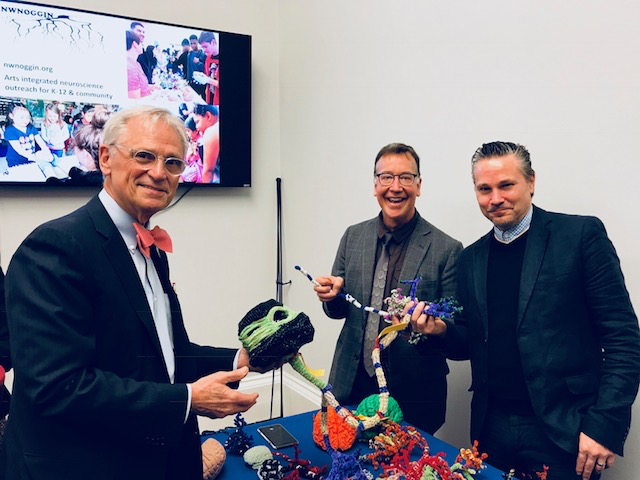 NWNOGGIN
nwnoggin.org
Arts integrated neuroscience
outreach for K-12 & community